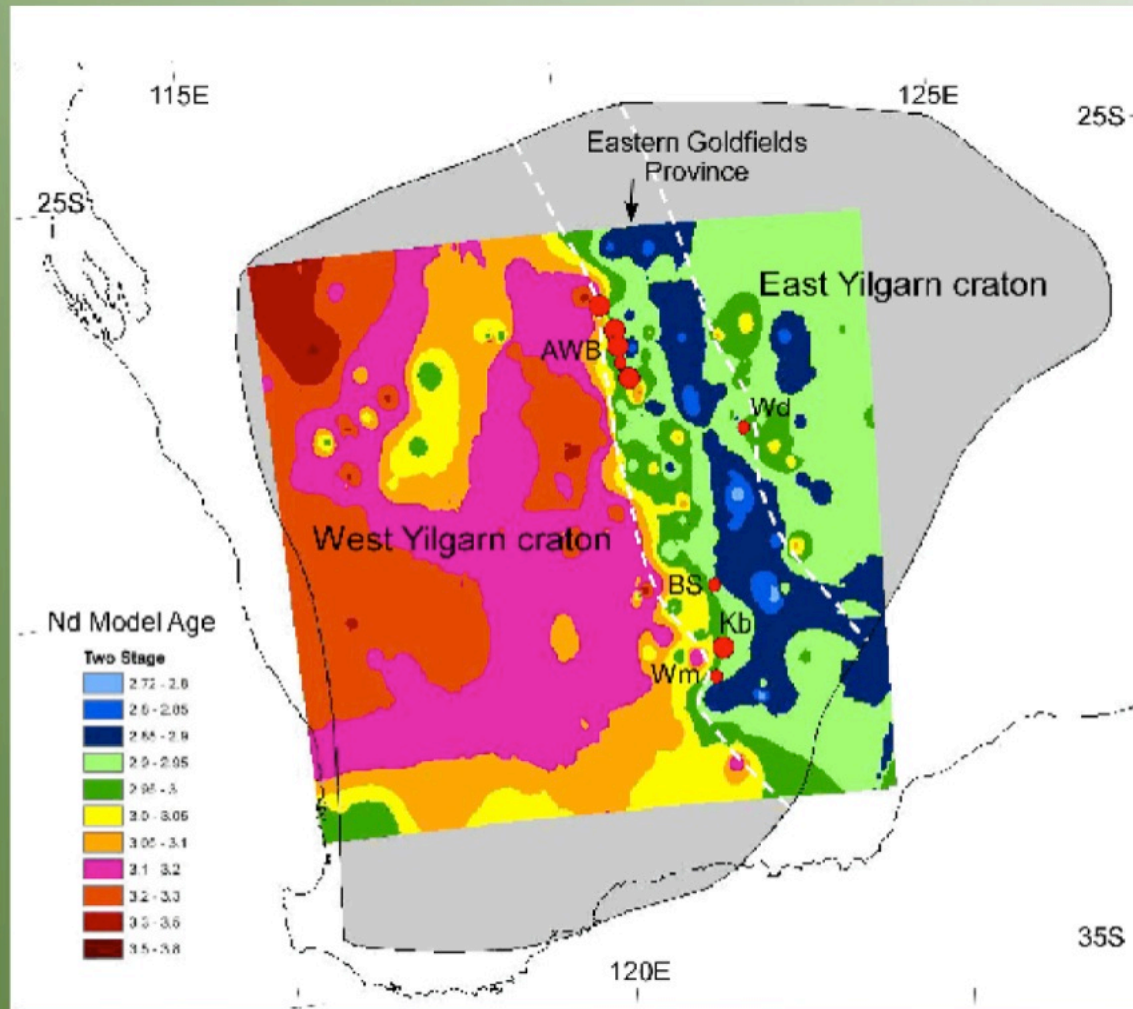 115E
125E
25S
Eastern Goldfields
Province
25S
East Yilgarn craton
AWB
Wd
West Yilgarn craton
BS
Nd Model Age
Kb
Two Stage
Wm
2.72 - 2.8
2.8 - 2.85
2.85 - 2.9
2.9 - 2.95
2.95 - 3
3.0 - 3.05
3.05 - 3.1
3.1 - 3.2
3.2 - 3.3
3.3 - 3.5
3.5 - 3.8
35S
120E